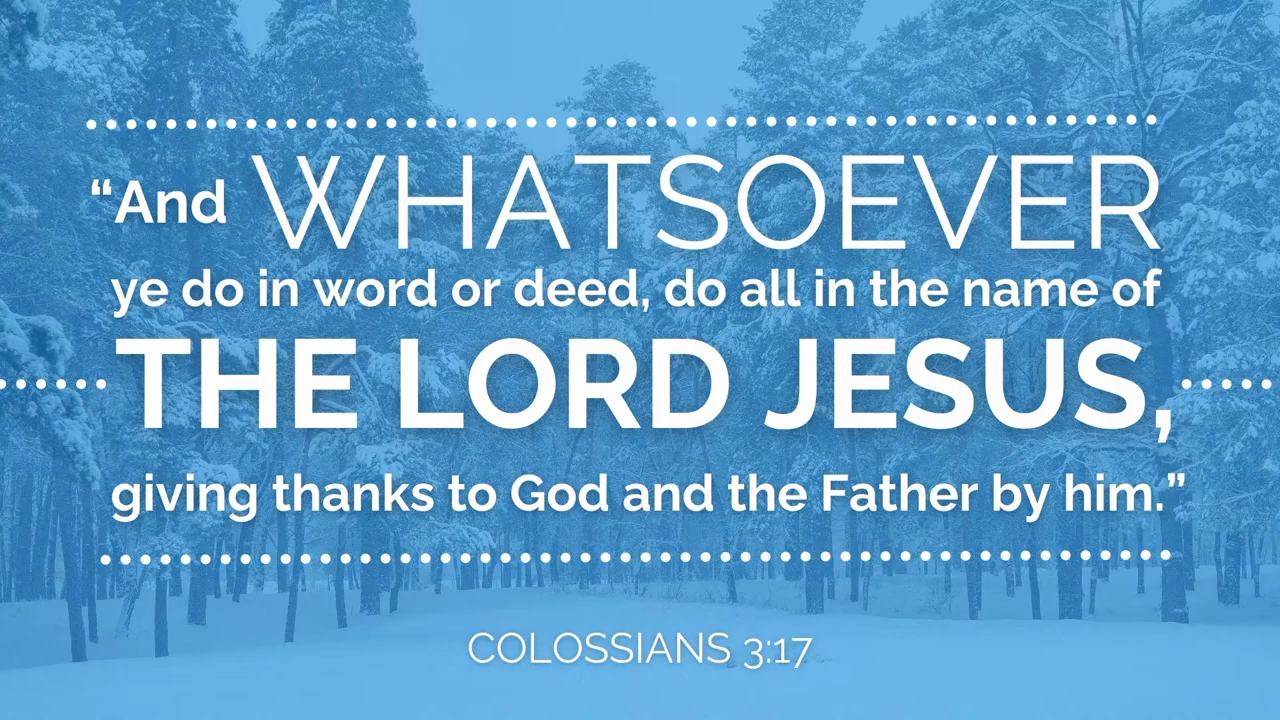 “And WHATSOEVER
ye do in word or deed, do all in the name of
THE LORD JESUS,
giving thanks to God and the Father by him.”
COLOSSIANS 3:17